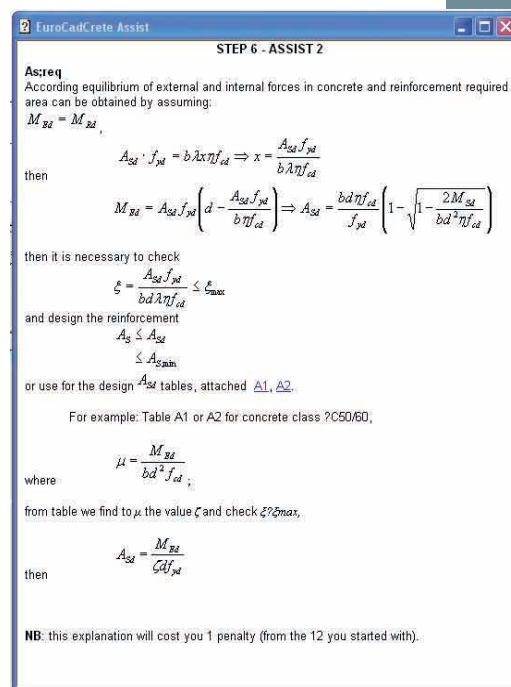 EuroCadCrete Assist
STEP 6 - ASSIST 2
As;req
According equilibrium of external and internal forces in concrete and reinforcement required
area can be obtained by assuming:
M_Ed = M_Rd ,
A_Sd · f_yd = bλxηf_cd ⇒ x = A_Sd f_yd / bληf_cd
then
M_Ed = A_Sd f_yd (d − A_Sd f_yd / bηf_cd) ⇒ A_Sd = bdηf_cd / f_yd (1 − √(1 − 2M_Sd / bd²ηf_cd))
then it is necessary to check
ξ = A_Sd f_yd / bdληf_cd ≤ ξ_max
and design the reinforcement
A_S ≤ A_Sd
≤ A_S,min
or use for the design A_Sd tables, attached A1, A2.
For example: Table A1 or A2 for concrete class ?C50/60,
where μ = M_Ed / bd² f_cd ;
from table we find to μ the value ζ and check ξ?ξmax,
then A_Sd = M_Ed / ζdf_yd
NB: this explanation will cost you 1 penalty (from the 12 you started with).